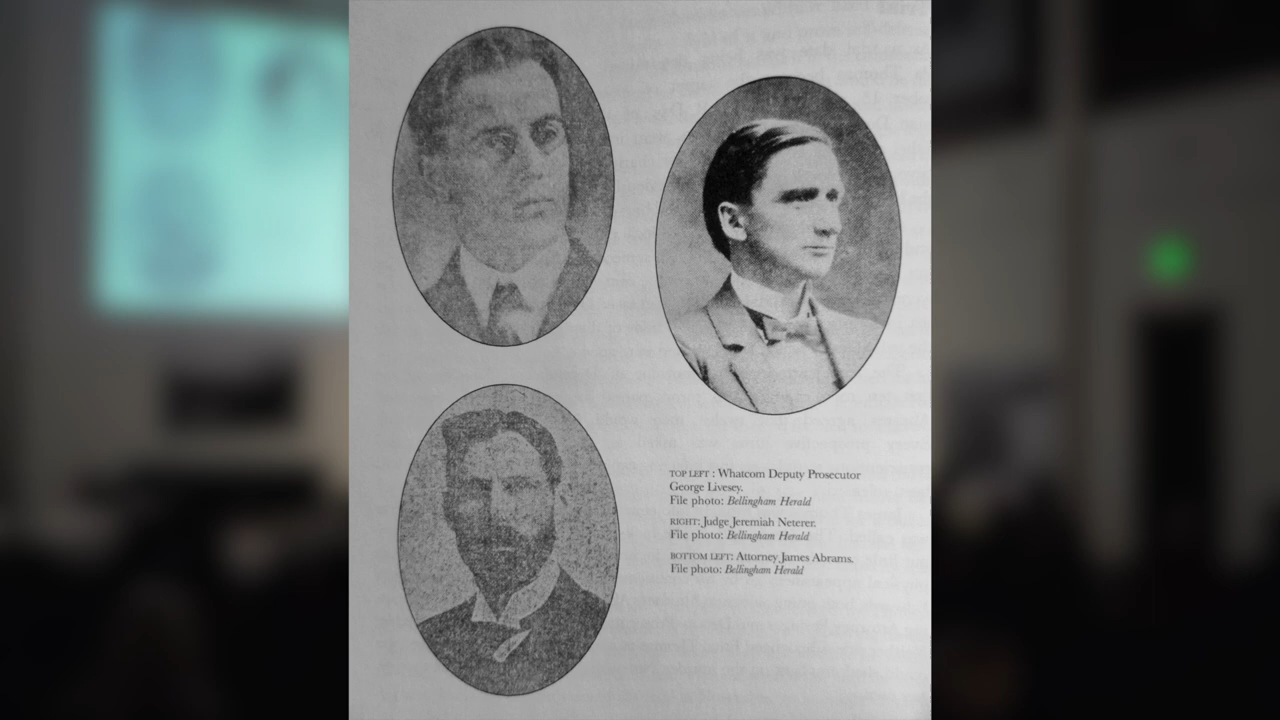 TOP LEFT : Whatcom Deputy Prosecutor
George Livesey.
File photo: Bellingham Herald
RIGHT: Judge Jeremiah Neterer.
File photo: Bellingham Herald
BOTTOM LEFT: Attorney James Abrams.
File photo: Bellingham Herald